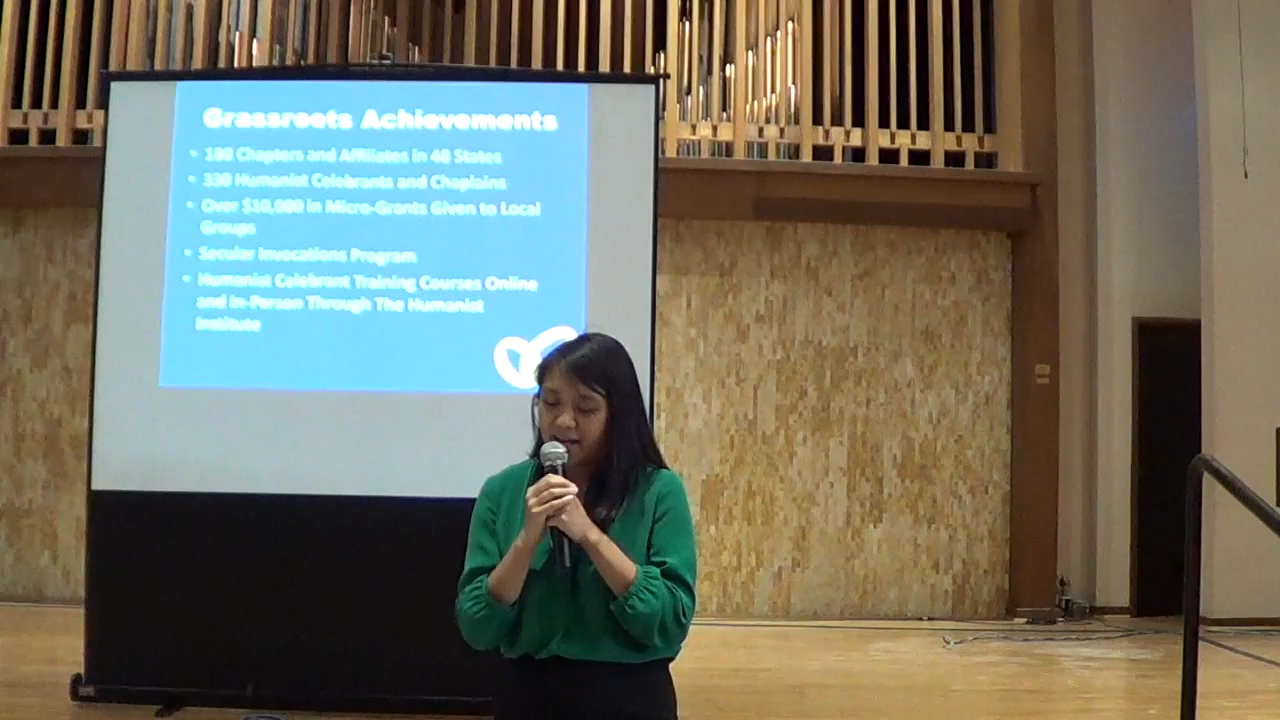 Grassroots Achievements
• 180 Chapters and Affiliates in 48 States
• 330 Humanist Celebrants and Chaplains
• Over $10,000 in Micro-Grants Given to Local
Groups
• Secular Invocations Program
• Humanist Celebrant Training Courses Online
and In-Person Through The Humanist
Institute